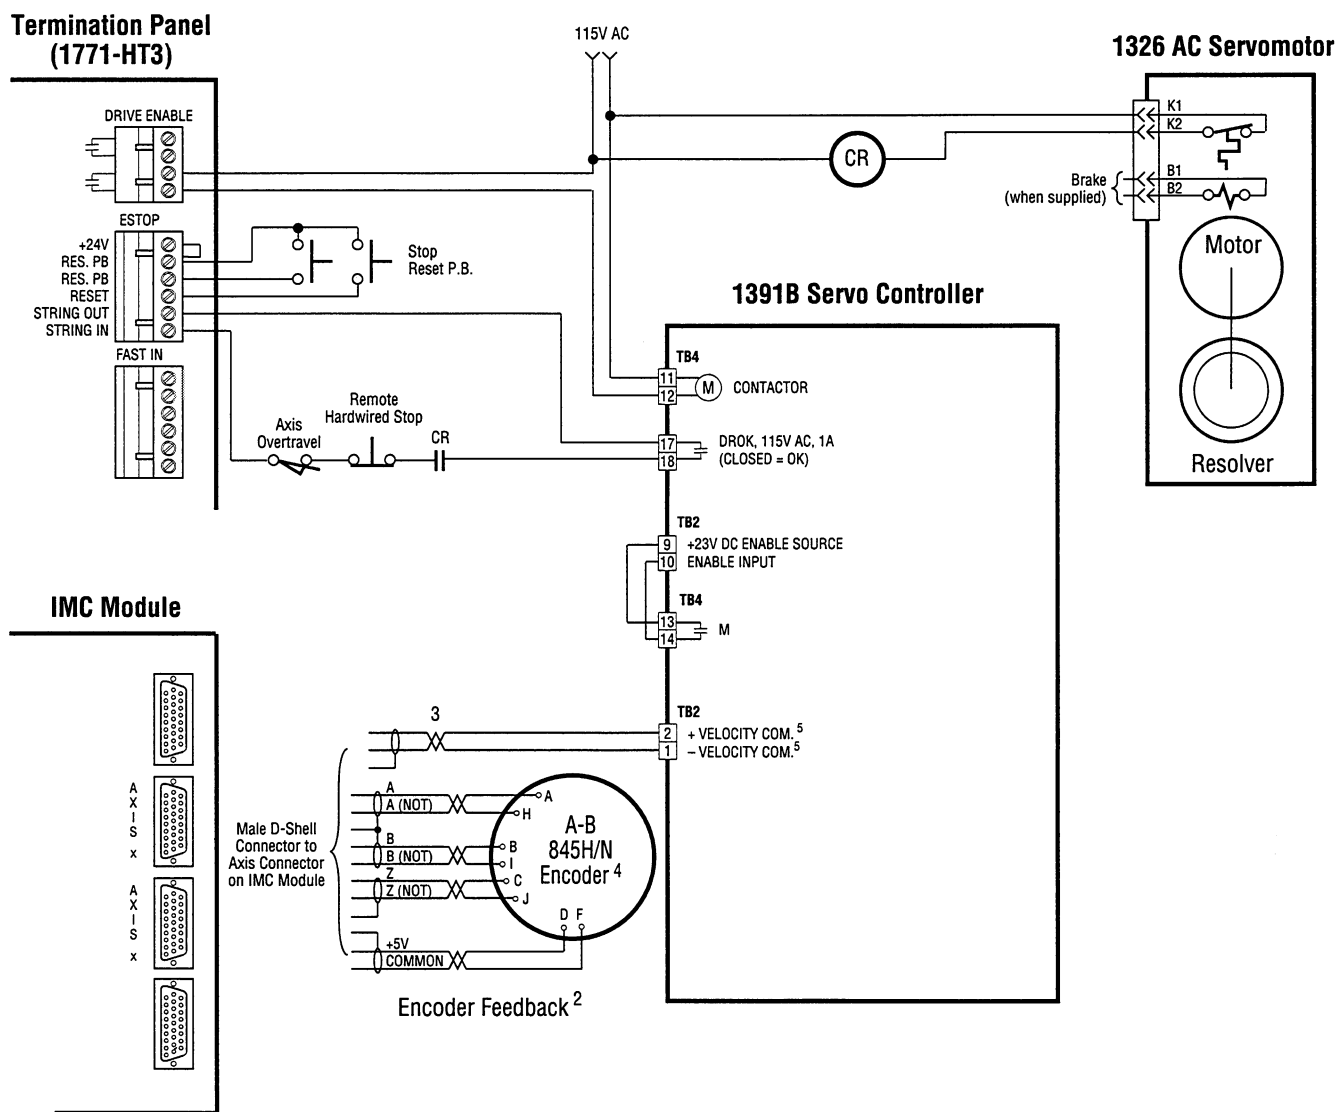 Termination Panel
(1771-HT3)
115V AC
1326 AC Servomotor
DRIVE ENABLE
K1
K2
CR
Brake
(when supplied)
B1
B2
ESTOP
+24V
RES. PB
RES. PB
RESET
STRING OUT
STRING IN
Stop
Reset P.B.
Motor
Resolver
1391B Servo Controller
FAST IN
TB4
11
12
M
CONTACTOR
Axis
Overtravel
Remote
Hardwired Stop
CR
17
18
DROK, 115V AC, 1A
(CLOSED = OK)
TB2
9
+23V DC ENABLE SOURCE
10
ENABLE INPUT
TB4
13
14
M
IMC Module
TB2
3
2
+ VELOCITY COM. 5
1
– VELOCITY COM. 5
AXIS x
AXIS x
Male D-Shell
Connector to
Axis Connector
on IMC Module
A
A (NOT)
B
B (NOT)
Z
Z (NOT)
+5V
COMMON
A
H
B
I
C
J
D F
A-B
845H/N
Encoder 4
Encoder Feedback 2